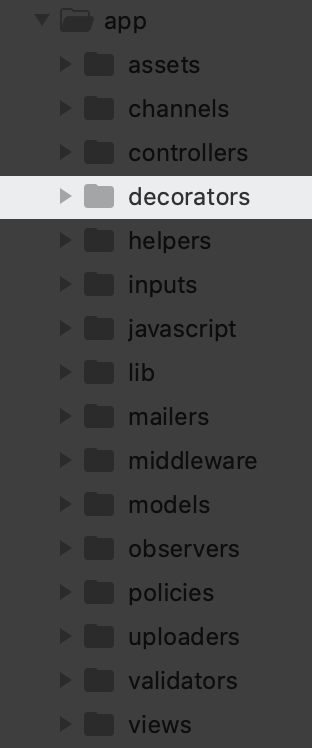 app
assets
channels
controllers
decorators
helpers
inputs
javascript
lib
mailers
middleware
models
observers
policies
uploaders
validators
views